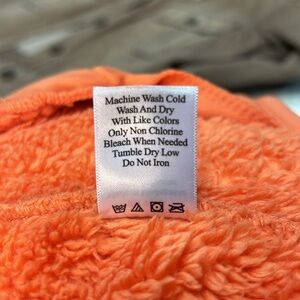 Machine Wash Cold
Wash And Dry
With Like Colors
Only Non Chlorine
Bleach When Needed
Tumble Dry Low
Do Not Iron